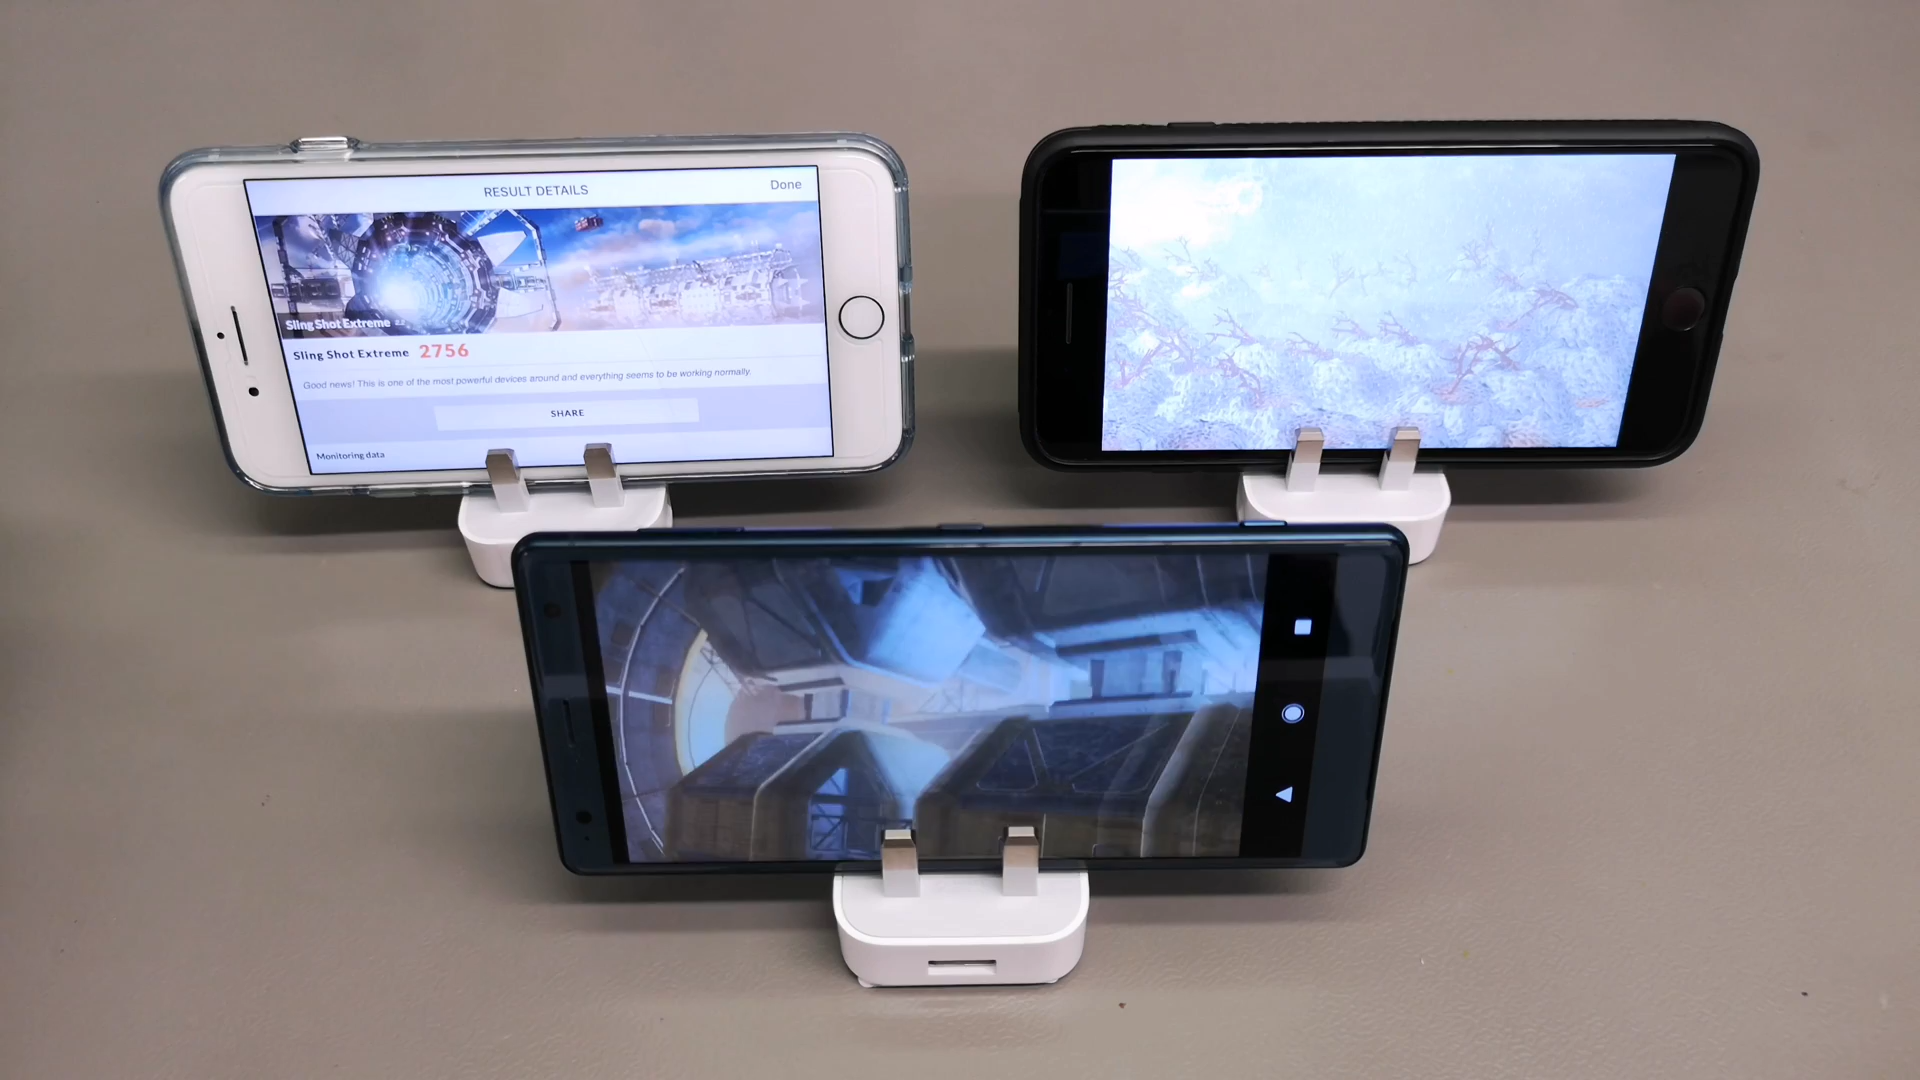 RESULT DETAILS
Done
Sling Shot Extreme
Sling Shot Extreme 2756
Good news! This is one of the most powerful devices around and everything seems to be working normally.
SHARE
Monitoring data